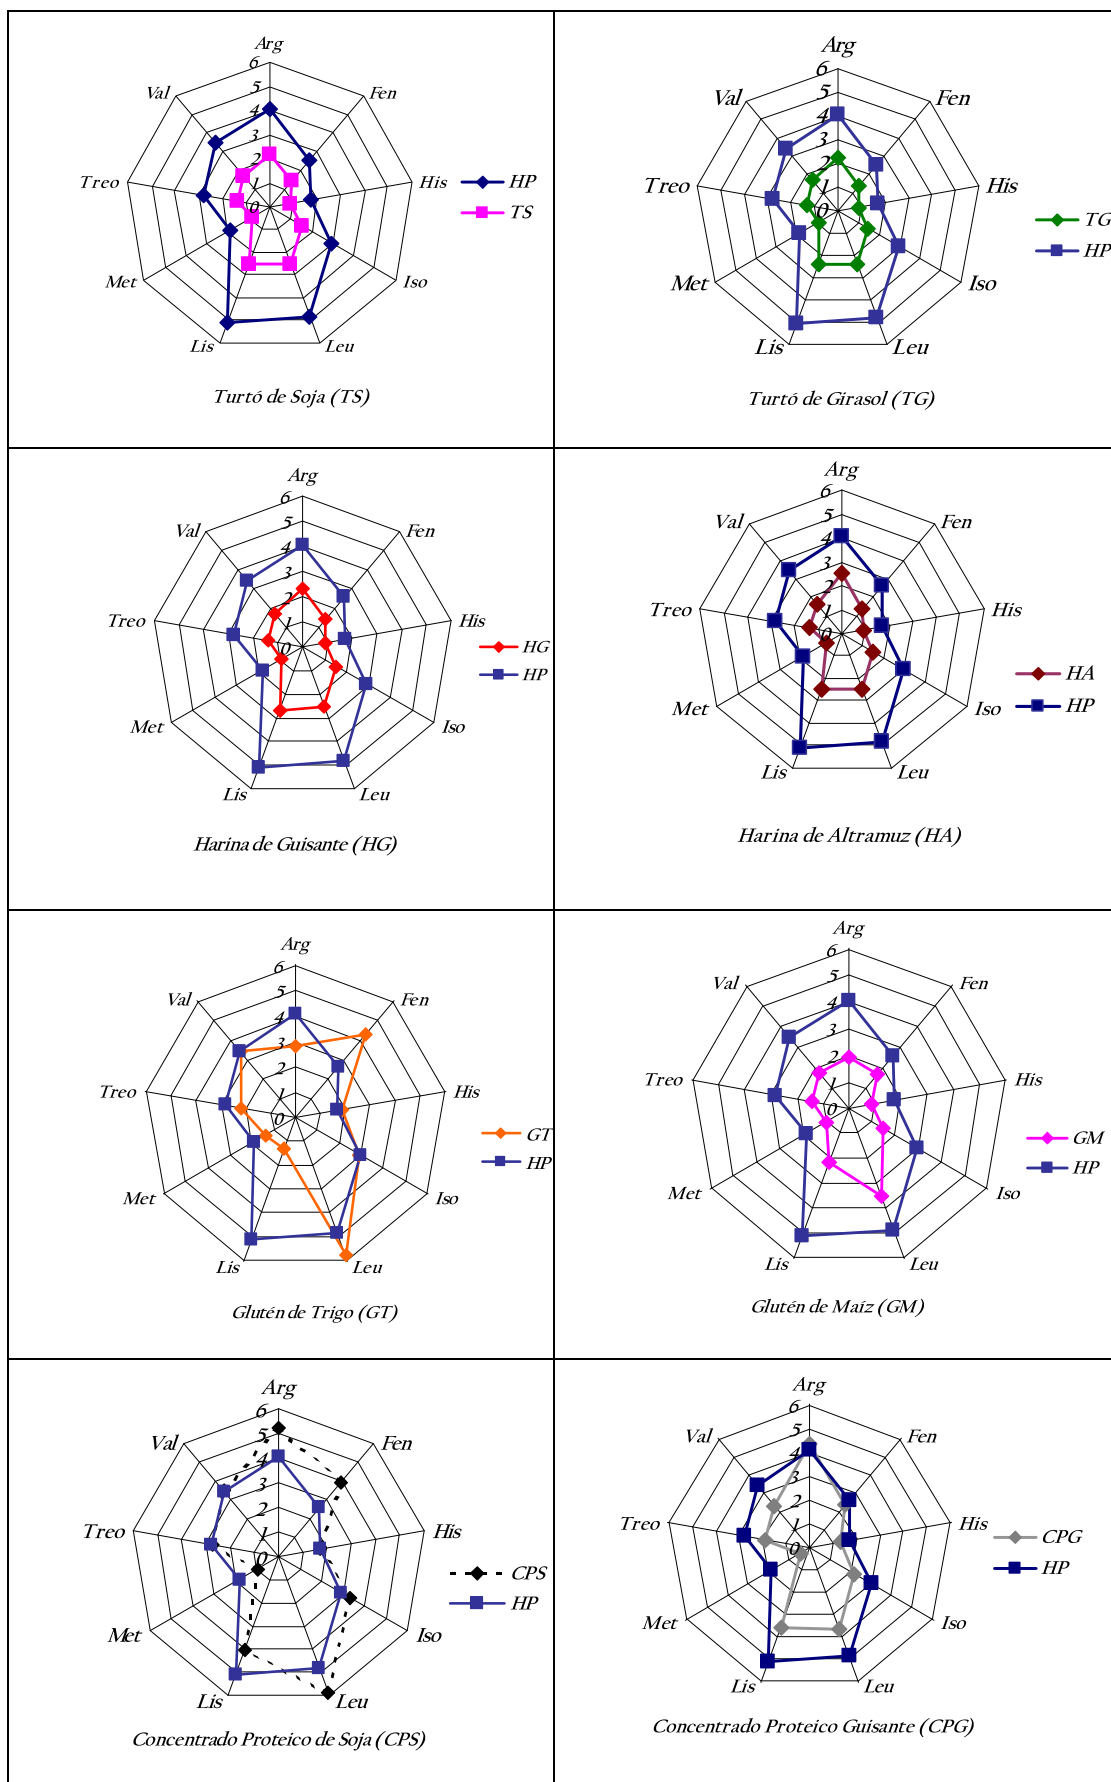 Arg
6
5
4
3
2
1
0
Fen
His
Iso
Leu
Lis
Met
Treo
Val
HP
TS
Turtó de Soja (TS)
Arg
6
5
4
3
2
1
0
Fen
His
Iso
Leu
Lis
Met
Treo
Val
TG
HP
Turtó de Girasol (TG)
Arg
6
5
4
3
2
1
0
Fen
His
Iso
Leu
Lis
Met
Treo
Val
HG
HP
Harina de Guisante (HG)
Arg
6
5
4
3
2
1
0
Fen
His
Iso
Leu
Lis
Met
Treo
Val
HA
HP
Harina de Altramuz (HA)
Arg
6
5
4
3
2
1
0
Fen
His
Iso
Leu
Lis
Met
Treo
Val
GT
HP
Glutén de Trigo (GT)
Arg
6
5
4
3
2
1
0
Fen
His
Iso
Leu
Lis
Met
Treo
Val
GM
HP
Glutén de Maíz (GM)
Arg
6
5
4
3
2
1
0
Fen
His
Iso
Leu
Lis
Met
Treo
Val
CPS
HP
Concentrado Proteico de Soja (CPS)
Arg
6
5
4
3
2
1
0
Fen
His
Iso
Leu
Lis
Met
Treo
Val
CPG
HP
Concentrado Proteico Guisante (CPG)